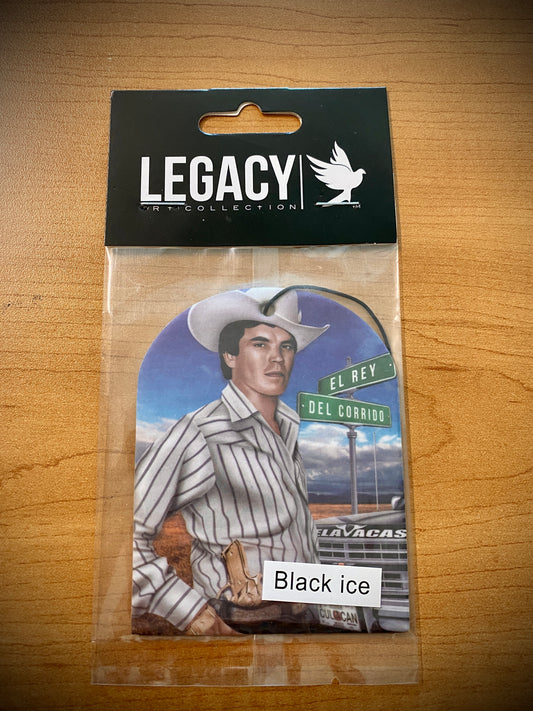 LEGACY
ART COLLECTION
EL REY
DEL CORRIDO
ELAVACAS
Black ice
CULIACAN